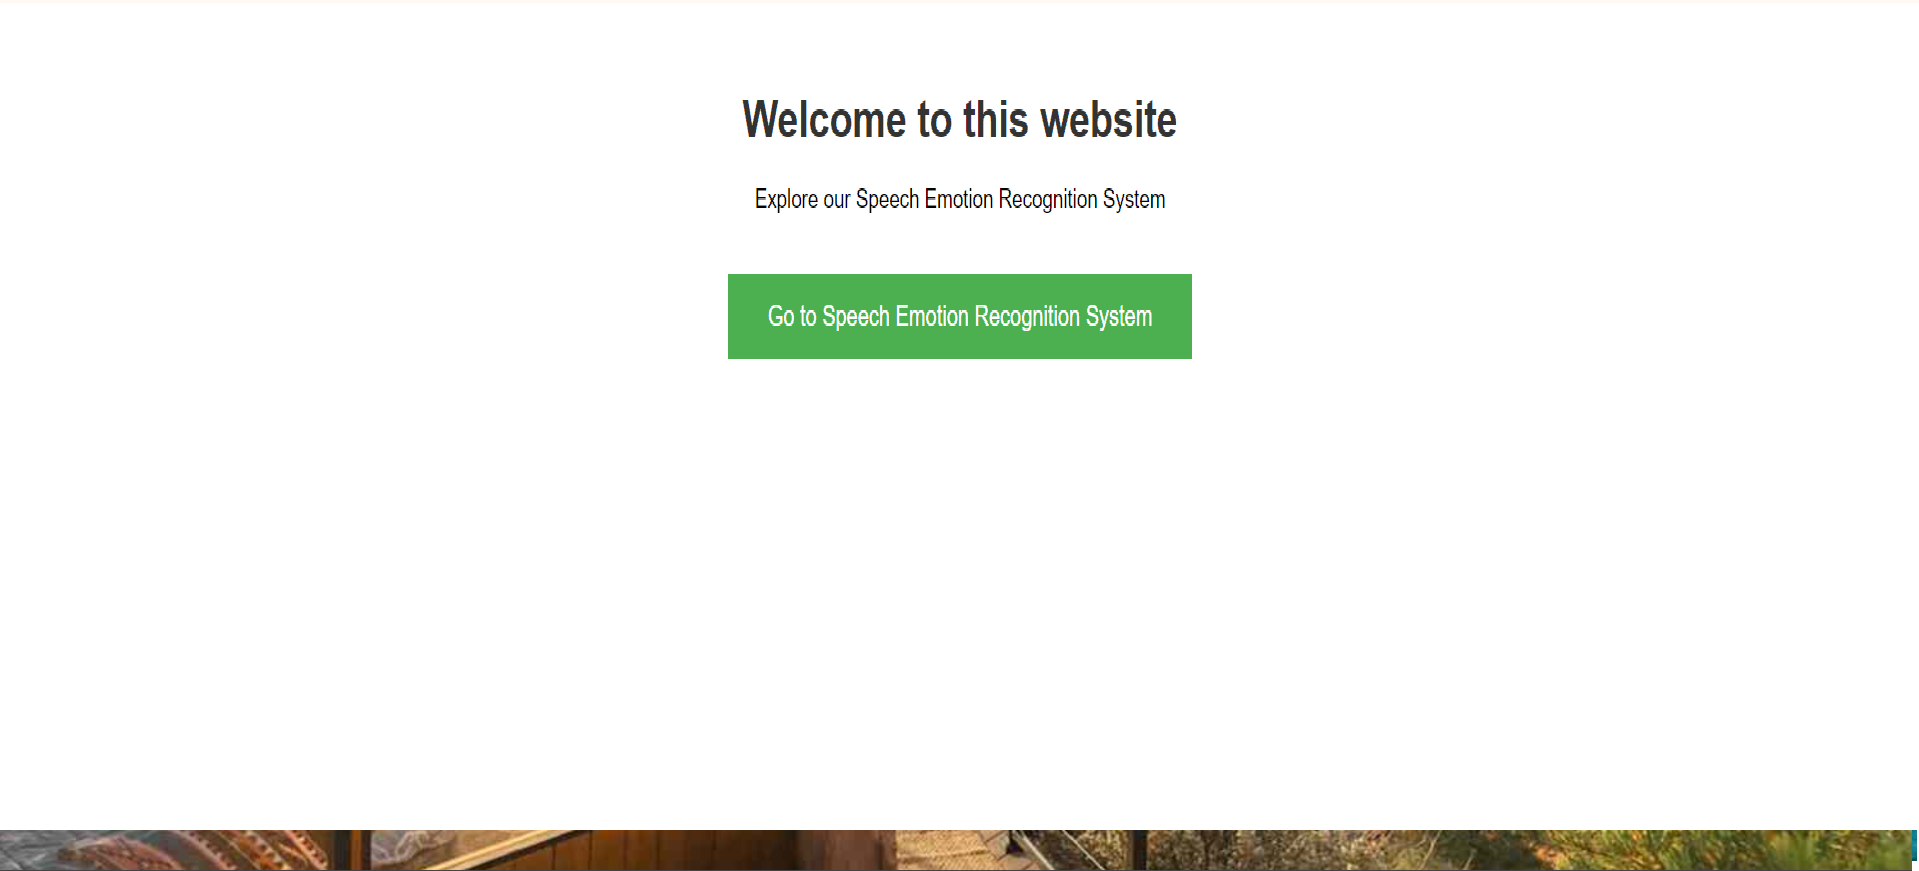 Welcome to this website
Explore our Speech Emotion Recognition System
Go to Speech Emotion Recognition System